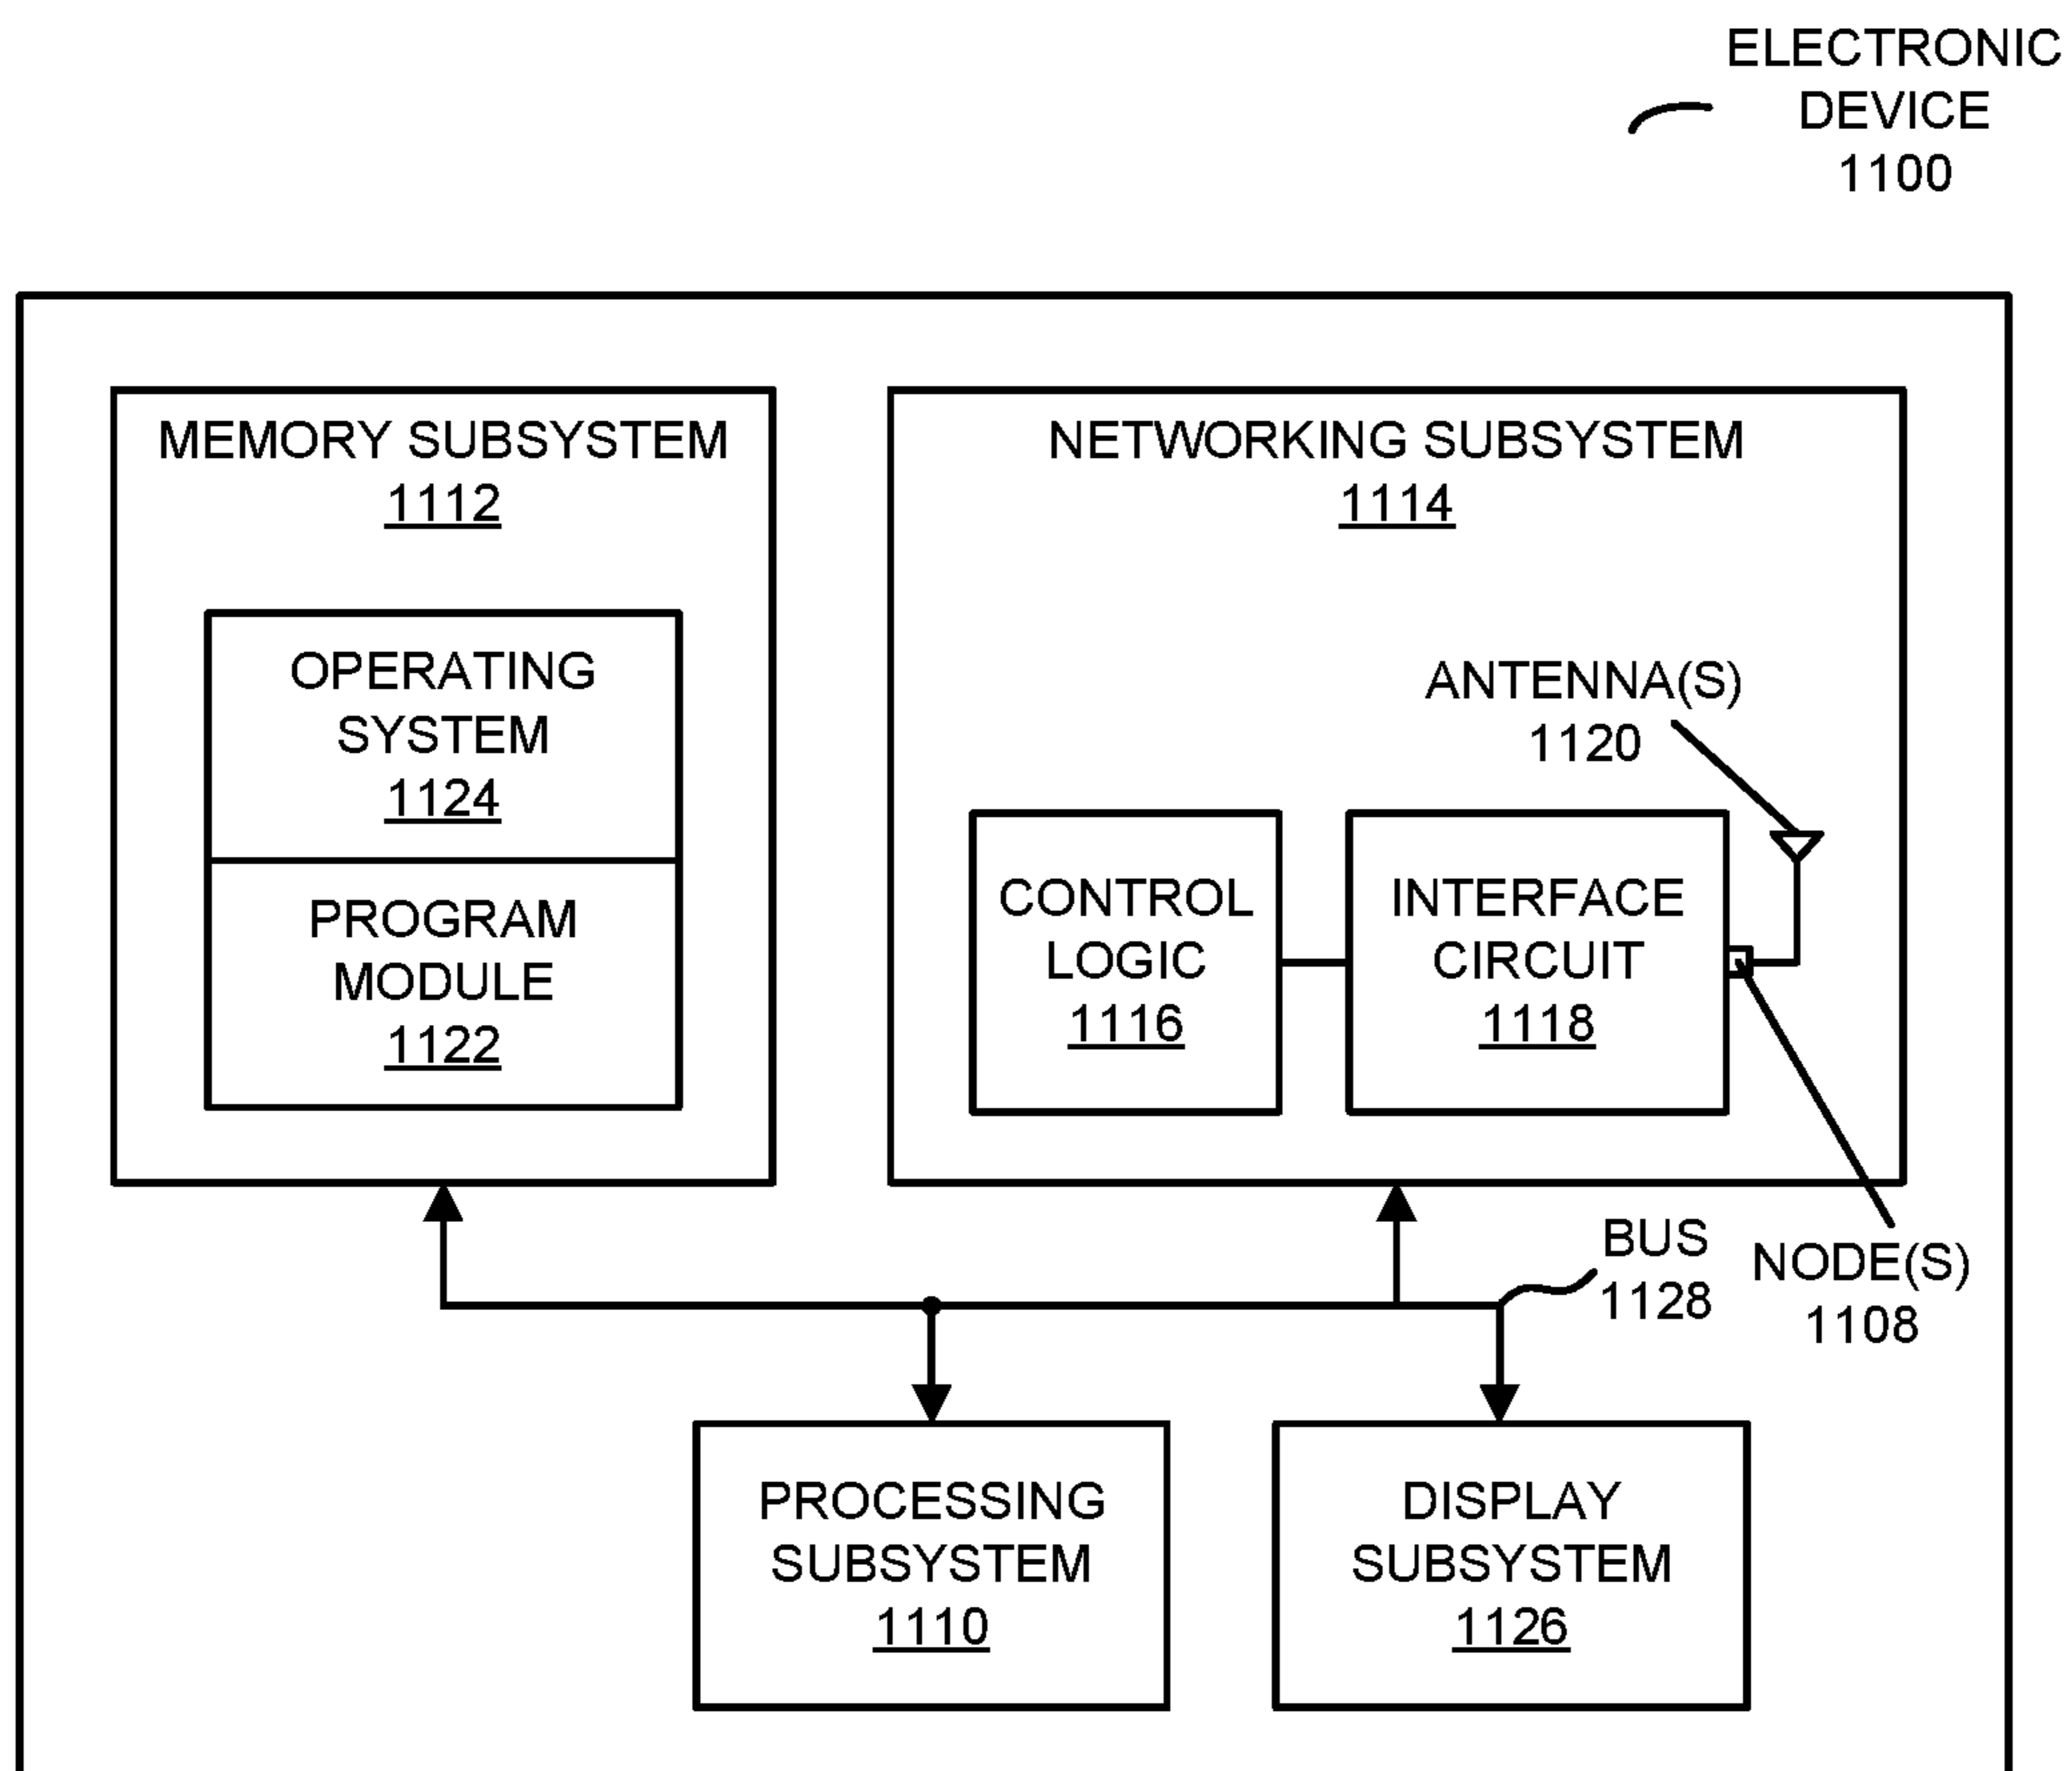 ELECTRONIC
DEVICE
1100
MEMORY SUBSYSTEM
1112
OPERATING
SYSTEM
1124
PROGRAM
MODULE
1122
NETWORKING SUBSYSTEM
1114
ANTENNA(S)
1120
CONTROL
LOGIC
1116
INTERFACE
CIRCUIT
1118
BUS
1128
NODE(S)
1108
PROCESSING
SUBSYSTEM
1110
DISPLAY
SUBSYSTEM
1126